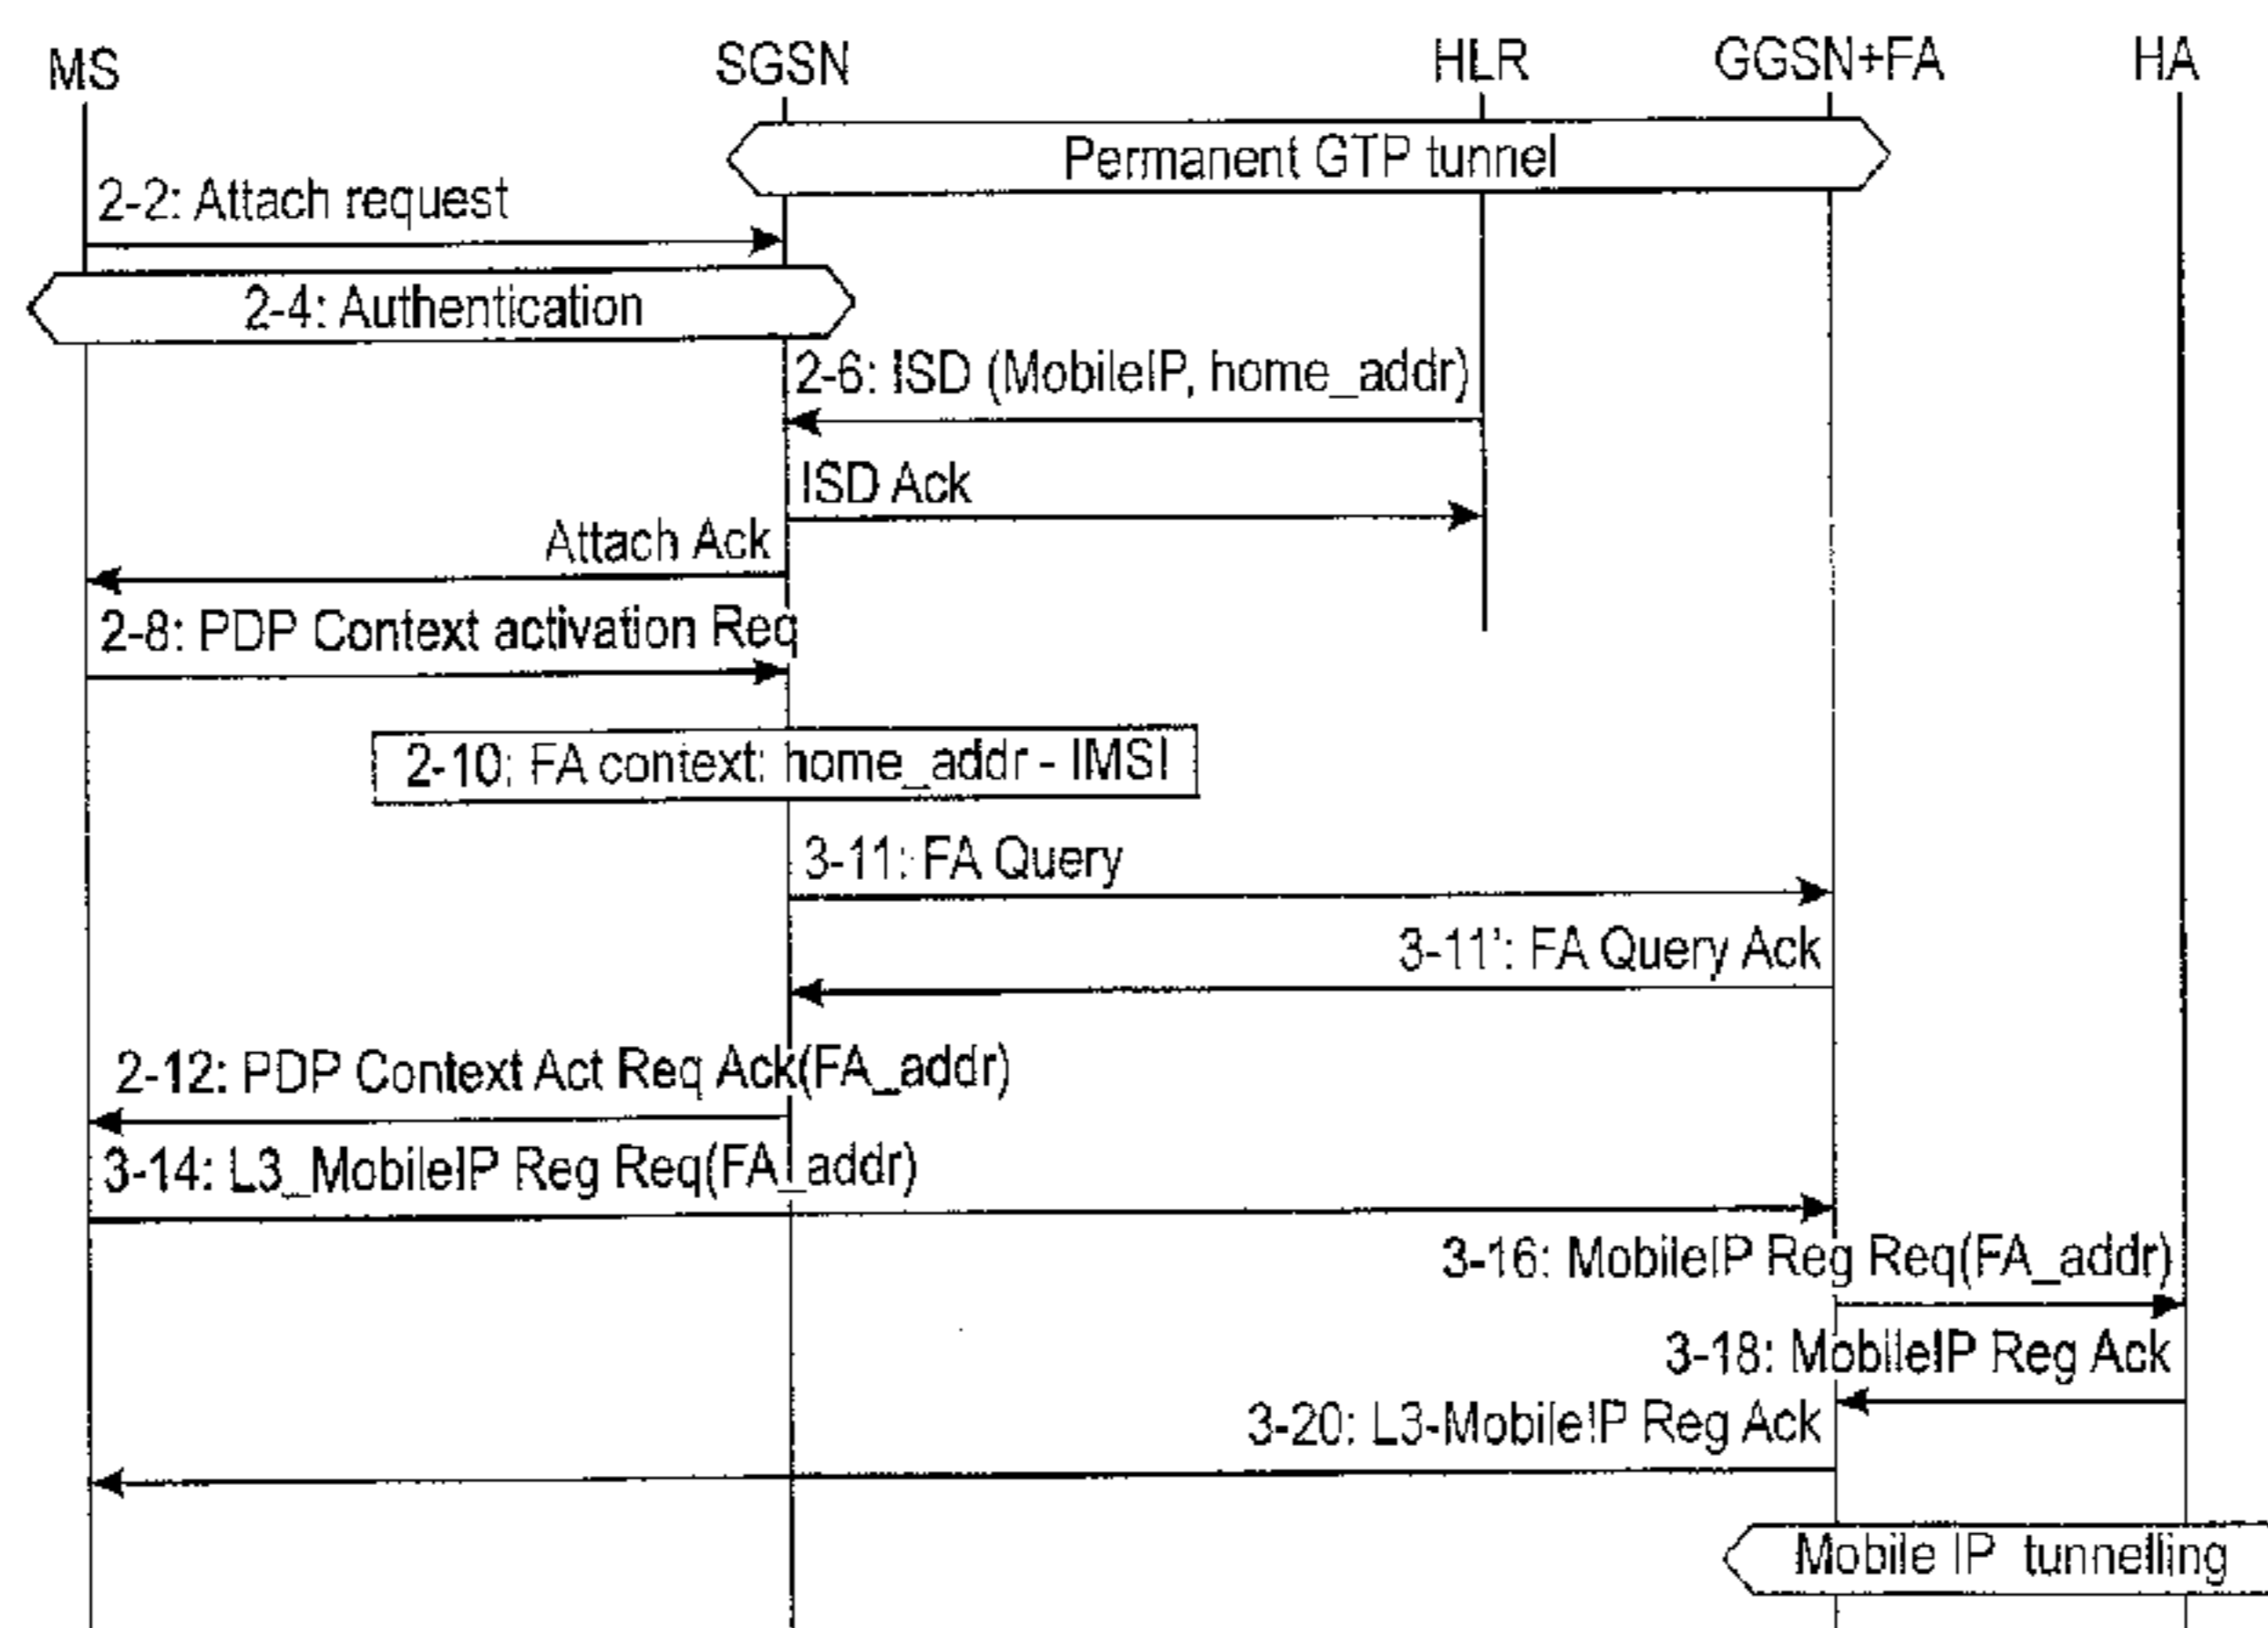 MS SGSN HLR GGSN+FA HA
Permanent GTP tunnel
2-2: Attach request
2-4: Authentication
2-6: ISD (MobileIP, home_addr)
ISD Ack
Attach Ack
2-8: PDP Context activation Req
2-10: FA context: home_addr - IMSI
3-11: FA Query
3-11': FA Query Ack
2-12: PDP Context Act Req Ack(FA_addr)
3-14: L3_MobileIP Reg Req(FA_addr)
3-16: MobileIP Reg Req(FA_addr)
3-18: MobileIP Reg Ack
3-20: L3-MobileIP Reg Ack
Mobile IP tunnelling